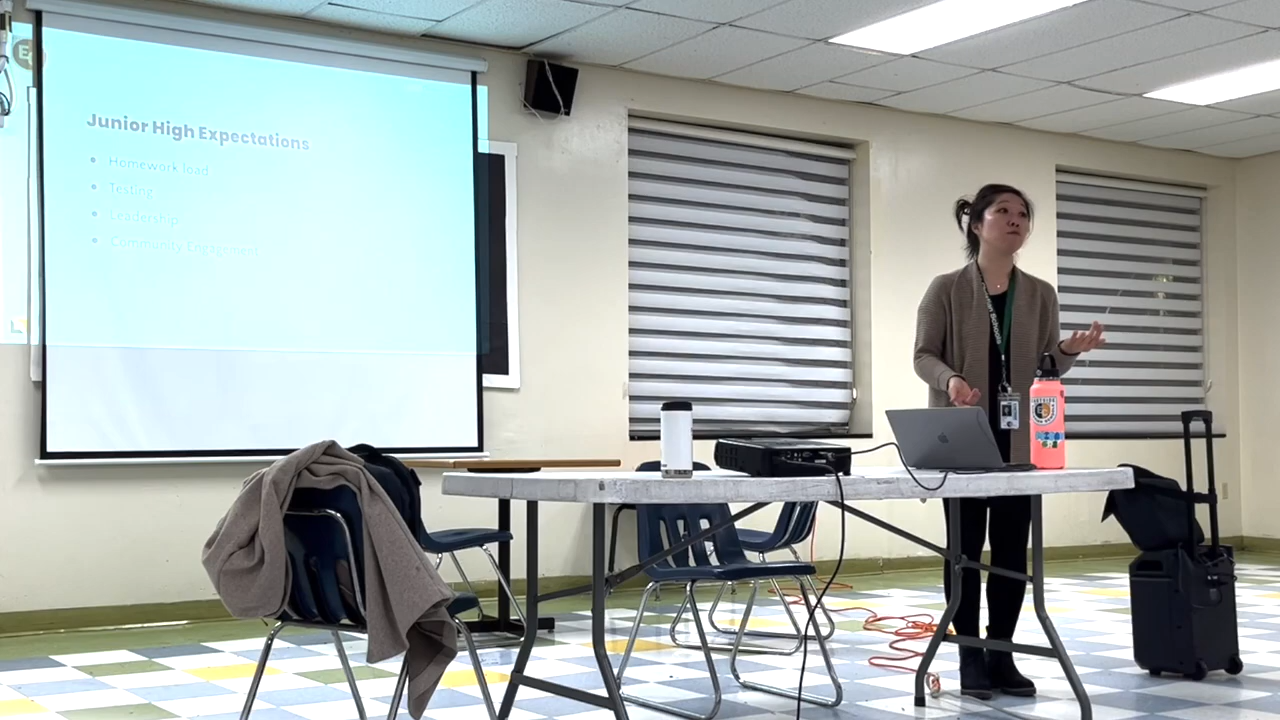 Junior High Expectations
• Homework load
• Testing
• Leadership
• Community Engagement